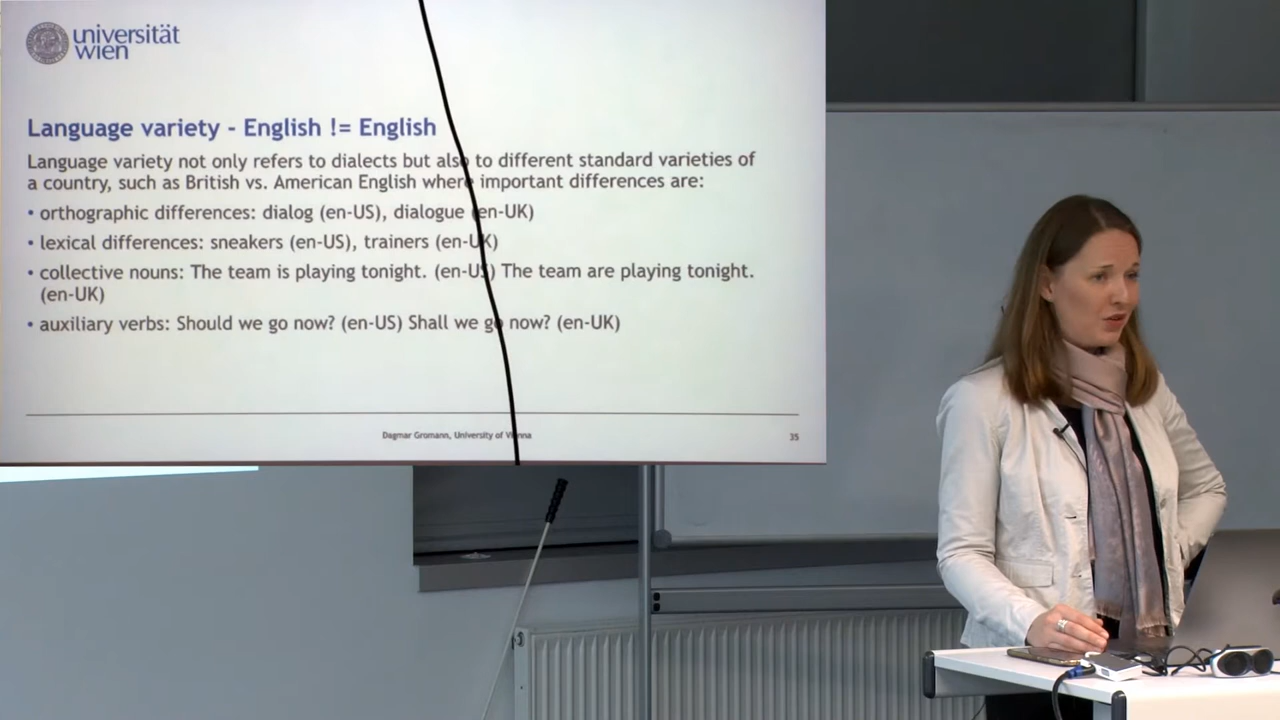 universität
wien
Language variety - English != English
Language variety not only refers to dialects but also to different standard varieties of
a country, such as British vs. American English where important differences are:
• orthographic differences: dialog (en-US), dialogue (en-UK)
• lexical differences: sneakers (en-US), trainers (en-UK)
• collective nouns: The team is playing tonight. (en-US) The team are playing tonight.
(en-UK)
• auxiliary verbs: Should we go now? (en-US) Shall we go now? (en-UK)
Dagmar Gromann, University of Vienna
35